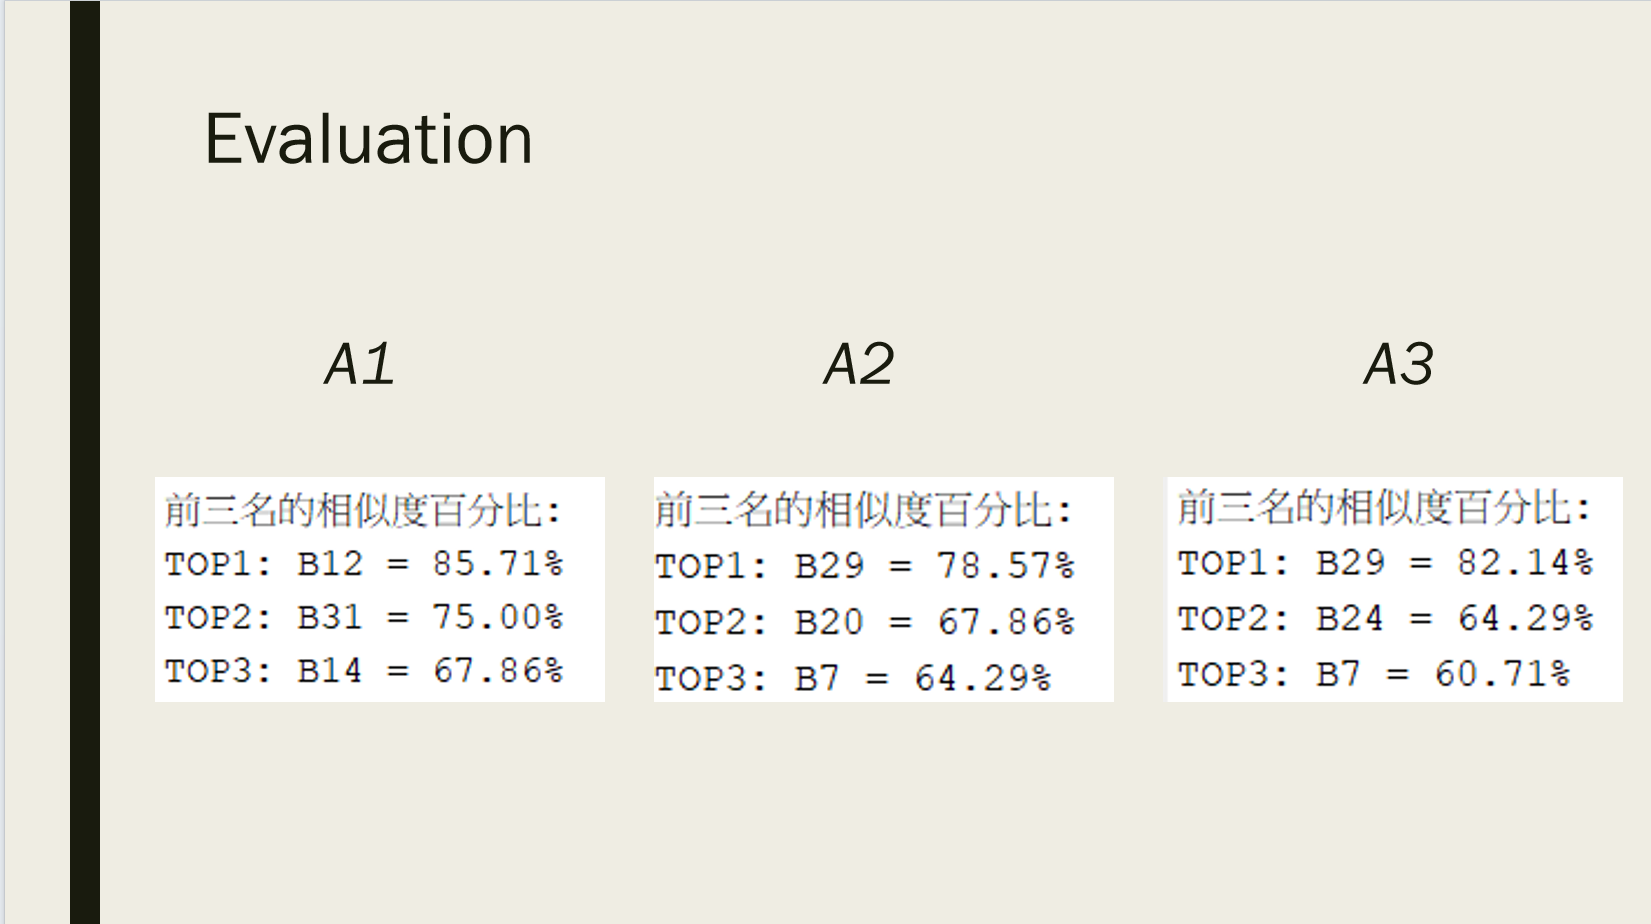 Evaluation
A1
A2
A3
前三名的相似度百分比:
TOP1: B12 = 85.71%
TOP2: B31 = 75.00%
TOP3: B14 = 67.86%
前三名的相似度百分比:
TOP1: B29 = 78.57%
TOP2: B20 = 67.86%
TOP3: B7 = 64.29%
前三名的相似度百分比:
TOP1: B29 = 82.14%
TOP2: B24 = 64.29%
TOP3: B7 = 60.71%